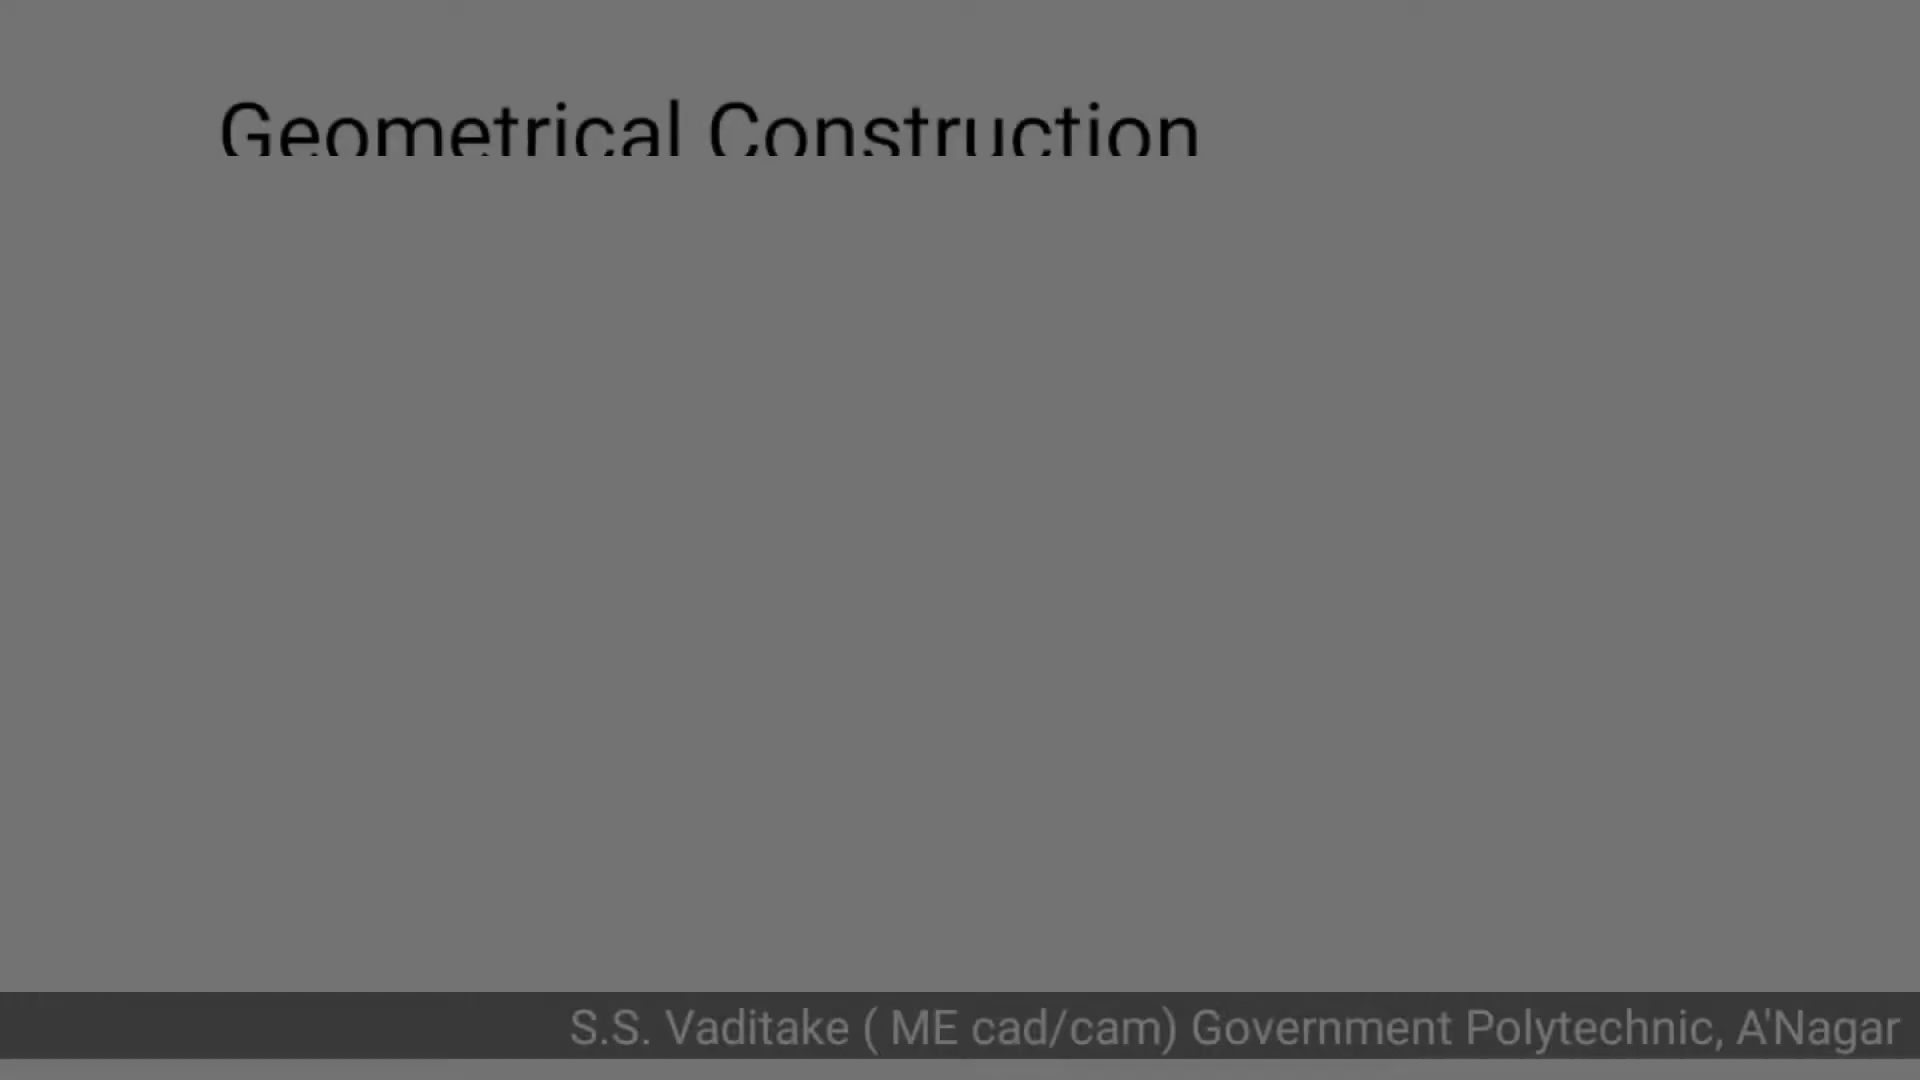 Geometrical Construction
S.S. Vaditake ( ME cad/cam) Government Polytechnic, A'Nagar